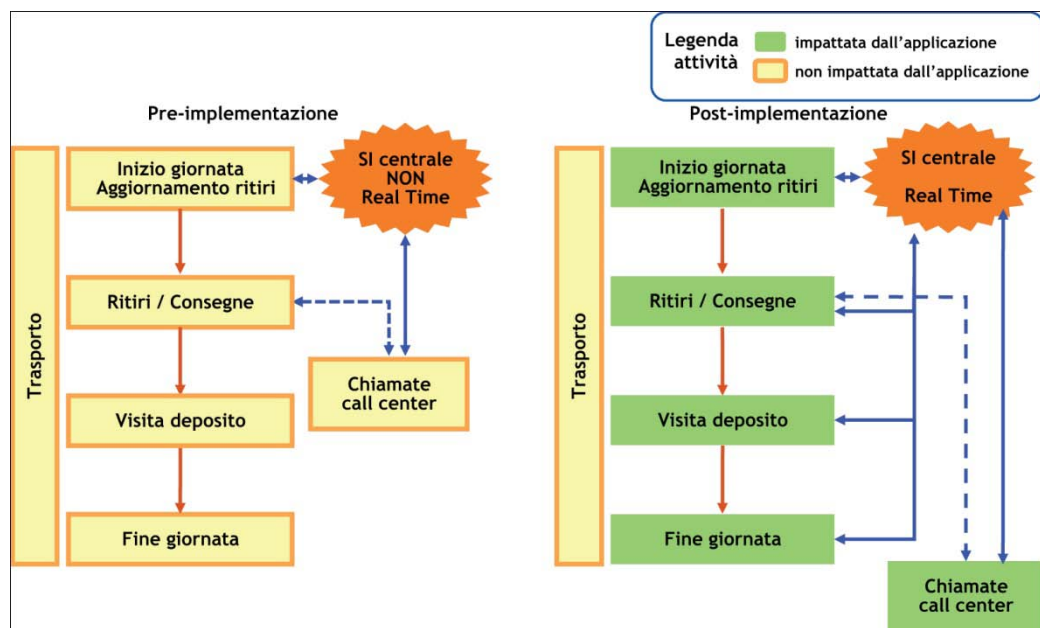 Legenda
attività
impattata dall'applicazione
non impattata dall'applicazione
Pre-implementazione
Trasporto
Inizio giornata
Aggiornamento ritiri
SI centrale
NON
Real Time
Ritiri / Consegne
Chiamate
call center
Visita deposito
Fine giornata
Post-implementazione
Trasporto
Inizio giornata
Aggiornamento ritiri
SI centrale
Real Time
Ritiri / Consegne
Visita deposito
Fine giornata
Chiamate
call center